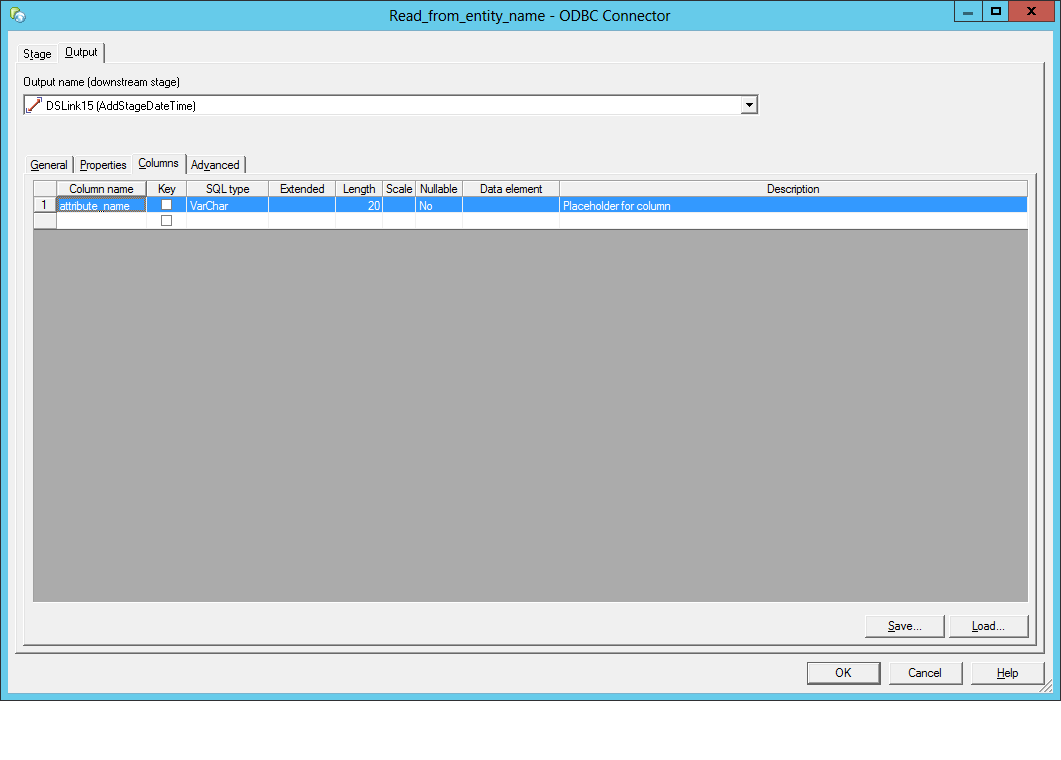 Read_from_entity_name - ODBC Connector
Stage Output
Output name (downstream stage)
DSLink15 (AddStageDateTime)
General Properties Columns Advanced
Column name Key SQL type Extended Length Scale Nullable Data element Description
1 attribute_name VarChar 20 No Placeholder for column
Save... Load...
OK Cancel Help